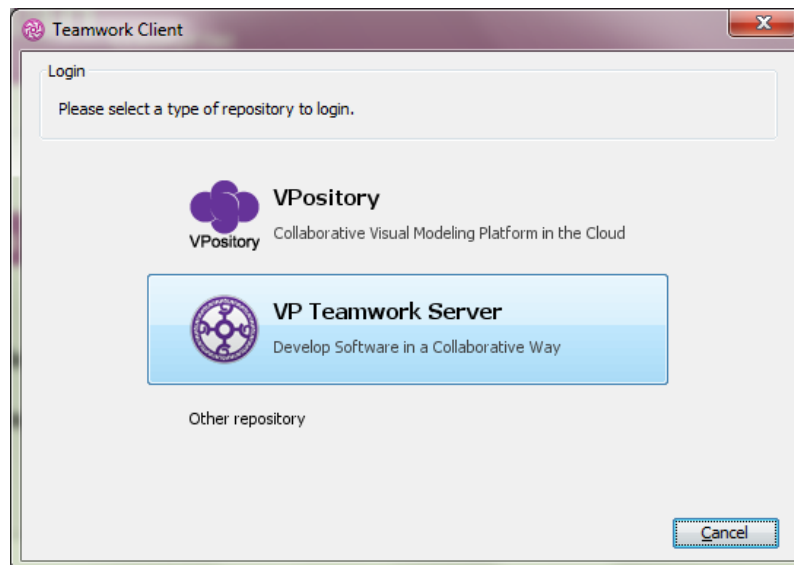 Teamwork Client
Login
Please select a type of repository to login.
VPository
VPository
Collaborative Visual Modeling Platform in the Cloud
VP Teamwork Server
Develop Software in a Collaborative Way
Other repository
Cancel